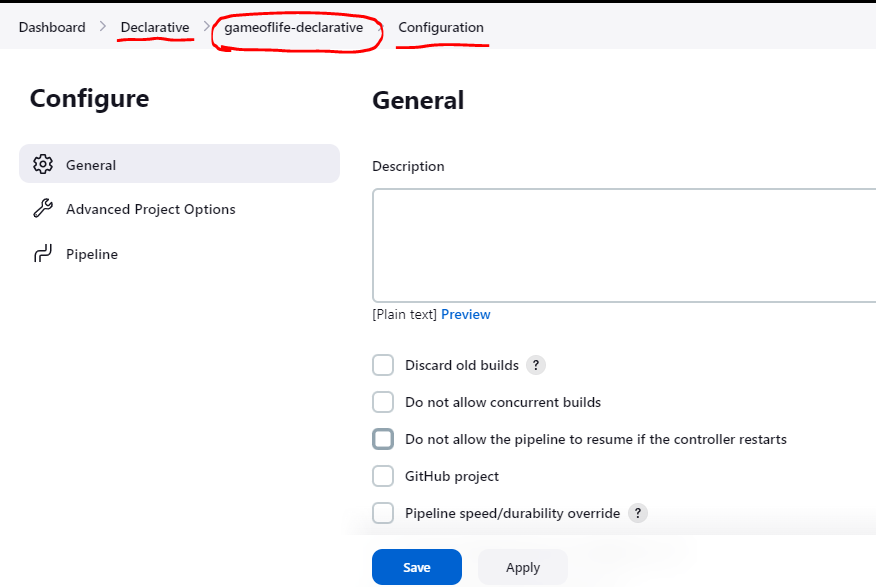 Dashboard > Declarative > gameoflife-declarative > Configuration
Configure
General
Advanced Project Options
Pipeline
General
Description
[Plain text] Preview
Discard old builds ?
Do not allow concurrent builds
Do not allow the pipeline to resume if the controller restarts
GitHub project
Pipeline speed/durability override ?
Save Apply